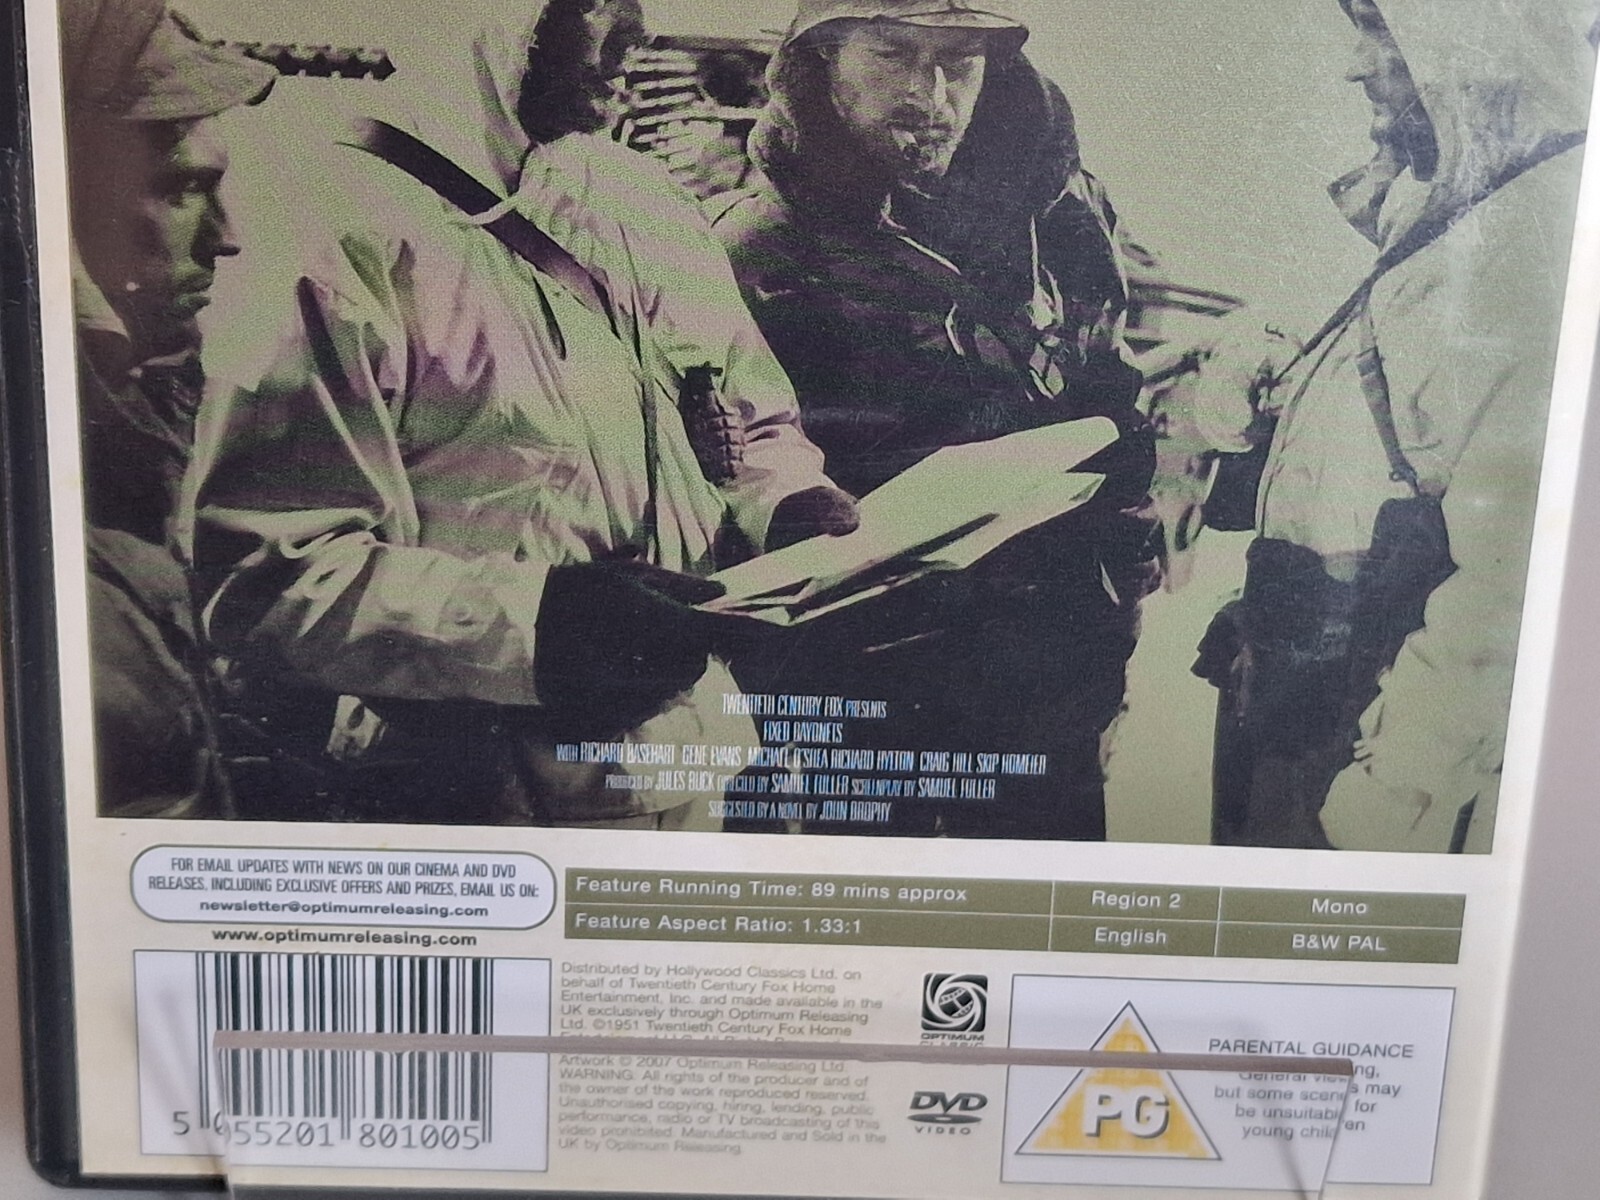 TWENTIETH CENTURY FOX PRESENTS
FIXED BAYONETS
WITH RICHARD BASEHART GENE EVANS MICHAEL O'SHEA RICHARD HYLTON CRAIG HILL SKIP HOMEIER
PRODUCED BY JULES BUCK DIRECTED BY SAMUEL FULLER SCREENPLAY BY SAMUEL FULLER
SUGGESTED BY A NOVEL BY JOHN BROPHY
FOR EMAIL UPDATES WITH NEWS ON OUR CINEMA AND DVD
RELEASES, INCLUDING EXCLUSIVE OFFERS AND PRIZES, EMAIL US ON:
newsletter@optimumreleasing.com
www.optimumreleasing.com
Feature Running Time: 89 mins approx
Region 2
Mono
Feature Aspect Ratio: 1.33:1
English
B&W PAL
5 055201 801005
Distributed by Hollywood Classics Ltd. on
behalf of Twentieth Century Fox Home
Entertainment, Inc. and made available in the
UK exclusively through Optimum Releasing
Ltd. ©1951 Twentieth Century Fox Home
Artwork © 2007 Optimum Releasing Ltd.
WARNING: All rights of the producer and of
the owner of the work reproduced reserved.
Unauthorised copying, hiring, lending, public
performance, radio or TV broadcasting of this
video prohibited. Manufactured and Sold in the
UK by Optimum Releasing.
OPTIMUM
CLASSIC
DVD
VIDEO
PG
PARENTAL GUIDANCE
General
but some scenes may
be unsuitable for
young